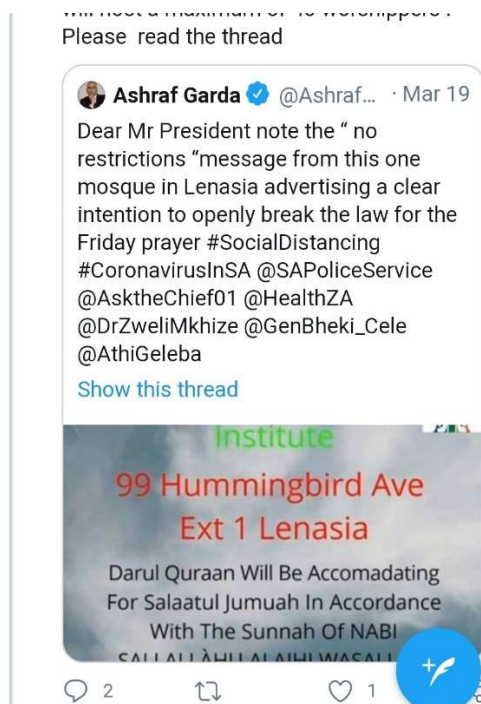 Please read the thread
Ashraf Garda @Ashraf... · Mar 19
Dear Mr President note the “ no
restrictions “message from this one
mosque in Lenasia advertising a clear
intention to openly break the law for the
Friday prayer #SocialDistancing
#CoronavirusInSA @SAPoliceService
@AsktheChief01 @HealthZA
@DrZweliMkhize @GenBheki_Cele
@AthiGeleba
Show this thread
Institute
99 Hummingbird Ave
Ext 1 Lenasia
Darul Quraan Will Be Accomadating
For Salaatul Jumuah In Accordance
With The Sunnah Of NABI
2
1